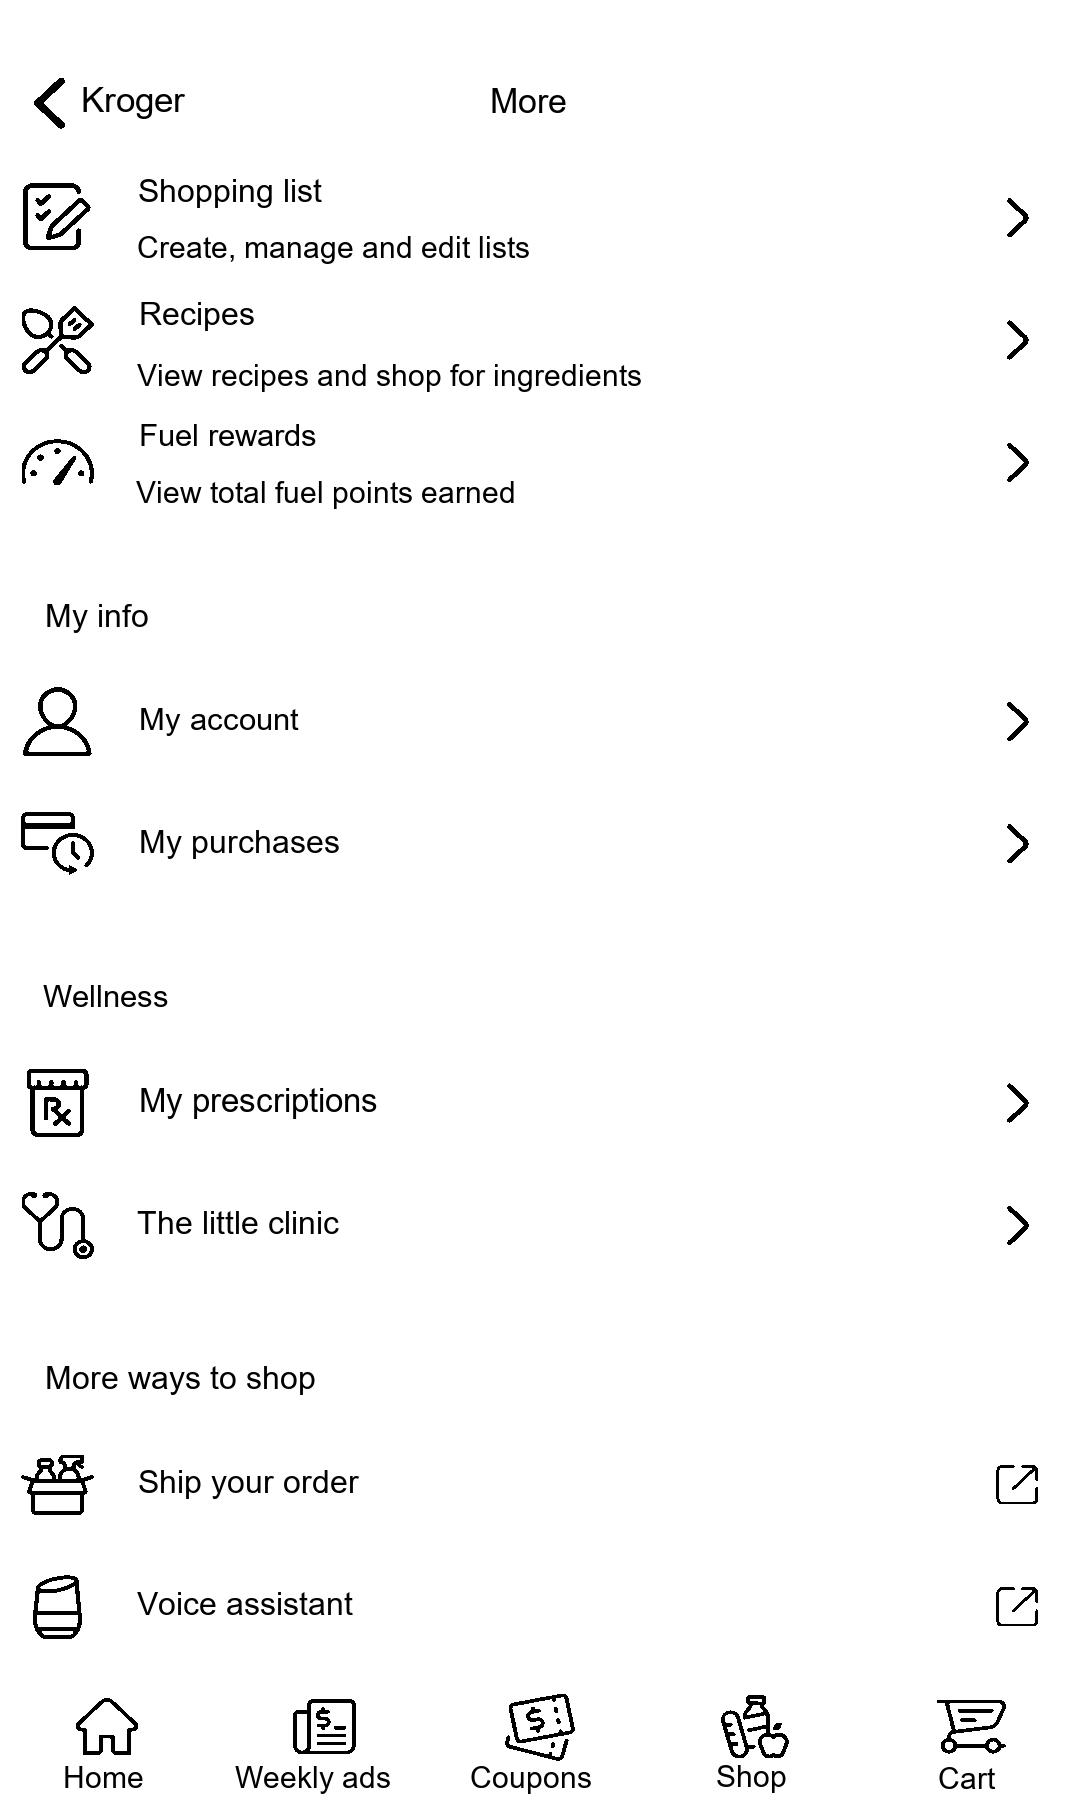 Kroger
More
Shopping list
Create, manage and edit lists
Recipes
View recipes and shop for ingredients
Fuel rewards
View total fuel points earned
My info
My account
My purchases
Wellness
Rx
My prescriptions
The little clinic
More ways to shop
Ship your order
Voice assistant
$
$
Home
Weekly ads
Coupons
Shop
Cart